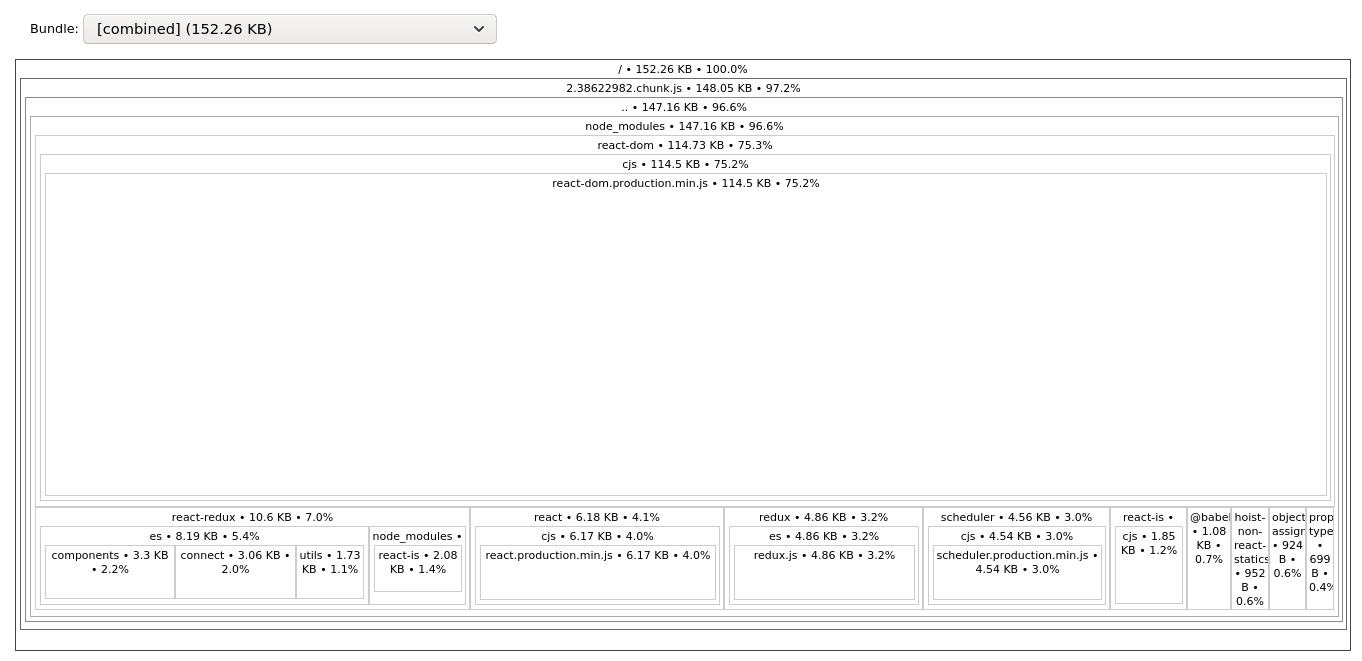 Bundle: [combined] (152.26 KB)
/ • 152.26 KB • 100.0%
2.38622982.chunk.js • 148.05 KB • 97.2%
.. • 147.16 KB • 96.6%
node_modules • 147.16 KB • 96.6%
react-dom • 114.73 KB • 75.3%
cjs • 114.5 KB • 75.2%
react-dom.production.min.js • 114.5 KB • 75.2%
react-redux • 10.6 KB • 7.0%
es • 8.19 KB • 5.4%
components • 3.3 KB
• 2.2%
connect • 3.06 KB •
2.0%
utils • 1.73
KB • 1.1%
node_modules •
react-is • 2.08
KB • 1.4%
react • 6.18 KB • 4.1%
cjs • 6.17 KB • 4.0%
react.production.min.js • 6.17 KB • 4.0%
redux • 4.86 KB • 3.2%
es • 4.86 KB • 3.2%
redux.js • 4.86 KB • 3.2%
scheduler • 4.56 KB • 3.0%
cjs • 4.54 KB • 3.0%
scheduler.production.min.js •
4.54 KB • 3.0%
react-is •
cjs • 1.85
KB • 1.2%
@babel
• 1.08
KB •
0.7%
hoist-
non-
react-
statics
• 952
B •
0.6%
object
assign
• 924
B •
0.6%
prop
type
•
699
B •
0.4%